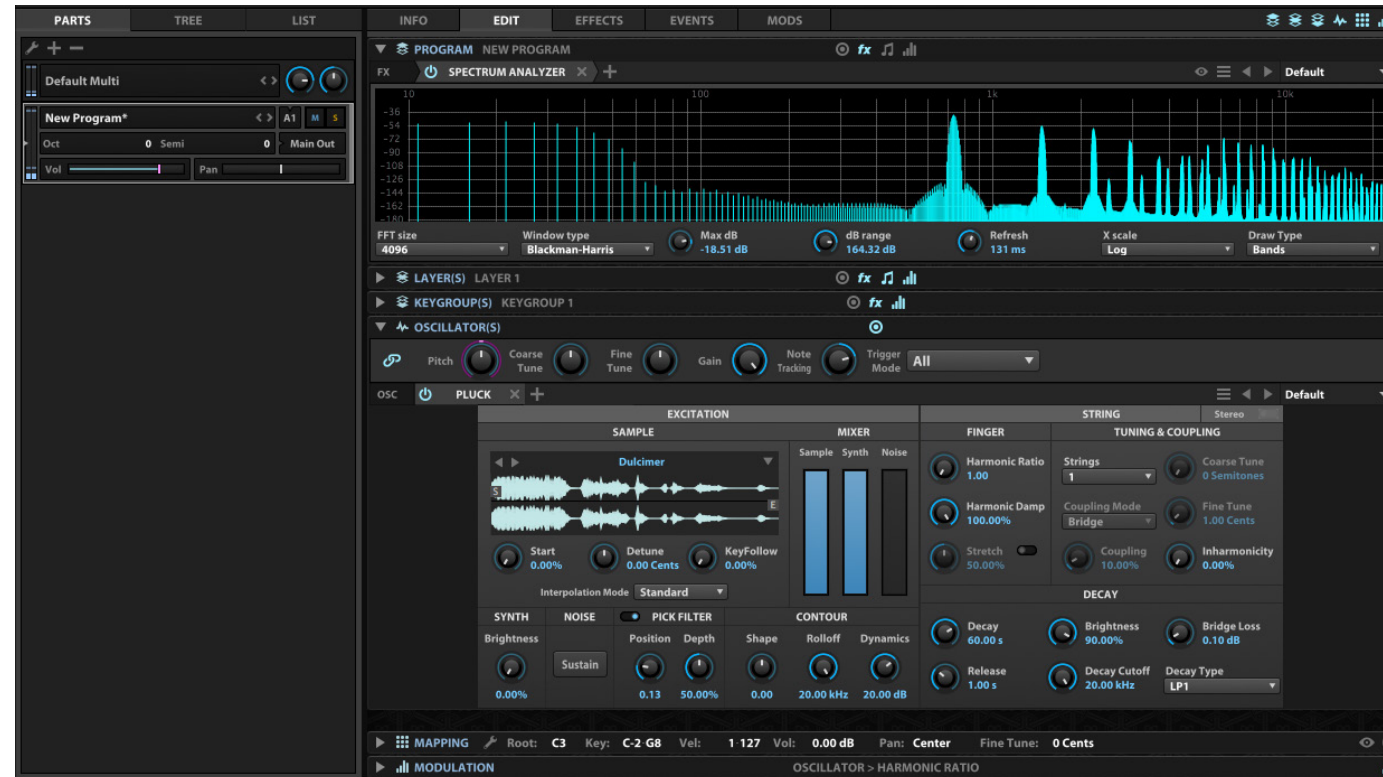 PARTS TREE LIST INFO EDIT EFFECTS EVENTS MODS
PROGRAM NEW PROGRAM fx
FX SPECTRUM ANALYZER Default
Default Multi
10 100 1k 10k
-36
-54
-72
-90
-108
-126
-144
-162
-180
New Program* A1 M S
Oct 0 Semi 0 Main Out
Vol Pan
FFT size Window type Max dB dB range Refresh X scale Draw Type
4096 Blackman-Harris -18.51 dB 164.32 dB 131 ms Log Bands
LAYER(S) LAYER 1 fx
KEYGROUP(S) KEYGROUP 1 fx
OSCILLATOR(S)
Pitch Coarse Tune Fine Tune Gain Note Tracking Trigger Mode All
OSC PLUCK Default
EXCITATION STRING Stereo
SAMPLE MIXER FINGER TUNING & COUPLING
Dulcimer Sample Synth Noise
S E
Harmonic Ratio Strings Coarse Tune
1.00 1 0 Semitones
Harmonic Damp Coupling Mode Fine Tune
100.00% Bridge 1.00 Cents
Start Detune KeyFollow Stretch Coupling Inharmonicity
0.00% 0.00 Cents 0.00% 50.00% 10.00% 0.00%
Interpolation Mode Standard
DECAY
SYNTH NOISE PICK FILTER CONTOUR
Brightness Position Depth Shape Rolloff Dynamics
Sustain
0.00% 0.13 50.00% 0.00 20.00 kHz 20.00 dB
Decay Brightness Bridge Loss
60.00 s 90.00% 0.10 dB
Release Decay Cutoff Decay Type
1.00 s 20.00 kHz LP1
MAPPING Root: C3 Key: C-2-G8 Vel: 1-127 Vol: 0.00 dB Pan: Center Fine Tune: 0 Cents
MODULATION OSCILLATOR > HARMONIC RATIO